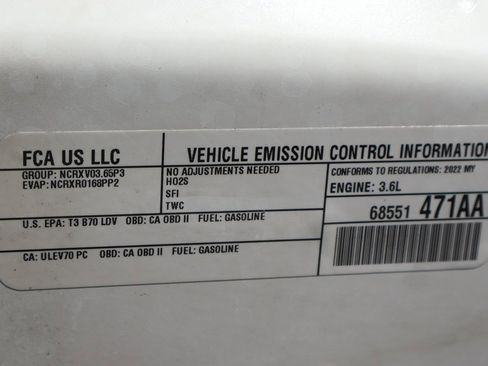 FCA US LLC
VEHICLE EMISSION CONTROL INFORMATION
GROUP: NCRXV03.65P3
EVAP: NCRXR0168PP2
NO ADJUSTMENTS NEEDED
HO2S
SFI
TWC
CONFORMS TO REGULATIONS: 2022 MY
ENGINE: 3.6L
68551 471AA
U.S. EPA: T3 B70 LDV OBD: CA OBD II FUEL: GASOLINE
CA: ULEV70 PC OBD: CA OBD II FUEL: GASOLINE